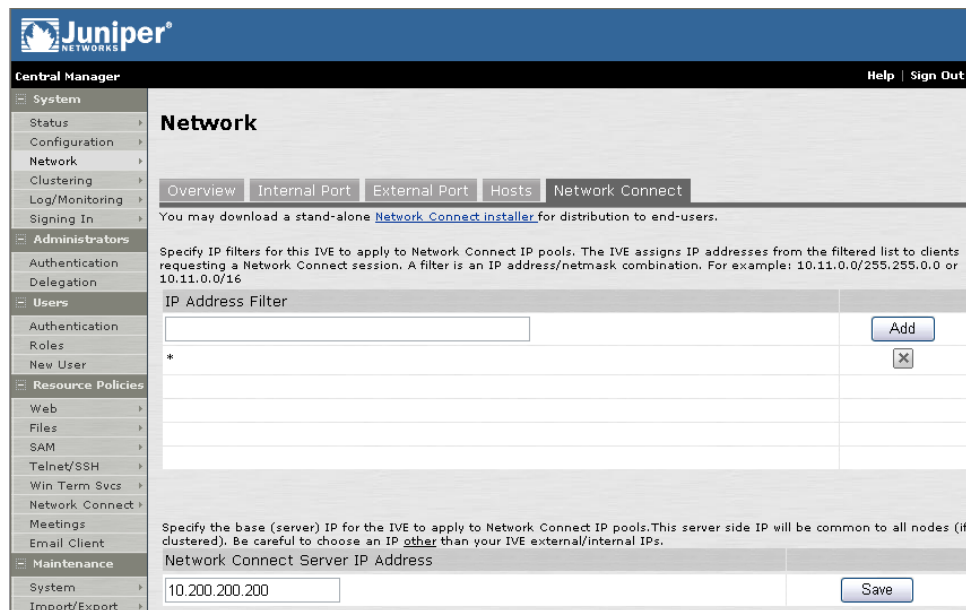 Juniper®
NETWORKS
Central Manager
Help | Sign Out
System
Status
Configuration
Network
Clustering
Log/Monitoring
Signing In
Administrators
Authentication
Delegation
Users
Authentication
Roles
New User
Resource Policies
Web
Files
SAM
Telnet/SSH
Win Term Svcs
Network Connect
Meetings
Email Client
Maintenance
System
Import/Export
Network
Overview Internal Port External Port Hosts Network Connect
You may download a stand-alone Network Connect installer for distribution to end-users.
Specify IP filters for this IVE to apply to Network Connect IP pools. The IVE assigns IP addresses from the filtered list to clients
requesting a Network Connect session. A filter is an IP address/netmask combination. For example: 10.11.0.0/255.255.0.0 or
10.11.0.0/16
IP Address Filter
Add
*
Specify the base (server) IP for the IVE to apply to Network Connect IP pools.This server side IP will be common to all nodes (if
clustered). Be careful to choose an IP other than your IVE external/internal IPs.
Network Connect Server IP Address
10.200.200.200
Save